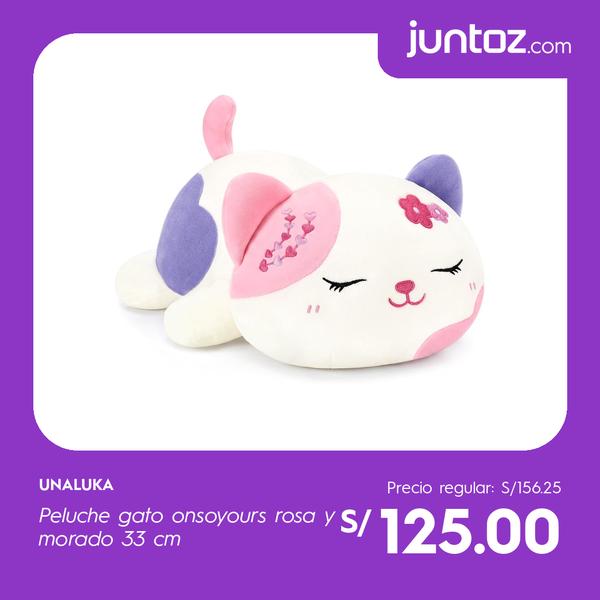 juntoz.com
UNALUKA
Peluche gato onsoyours rosa y
morado 33 cm
Precio regular: S/156.25
S/125.00